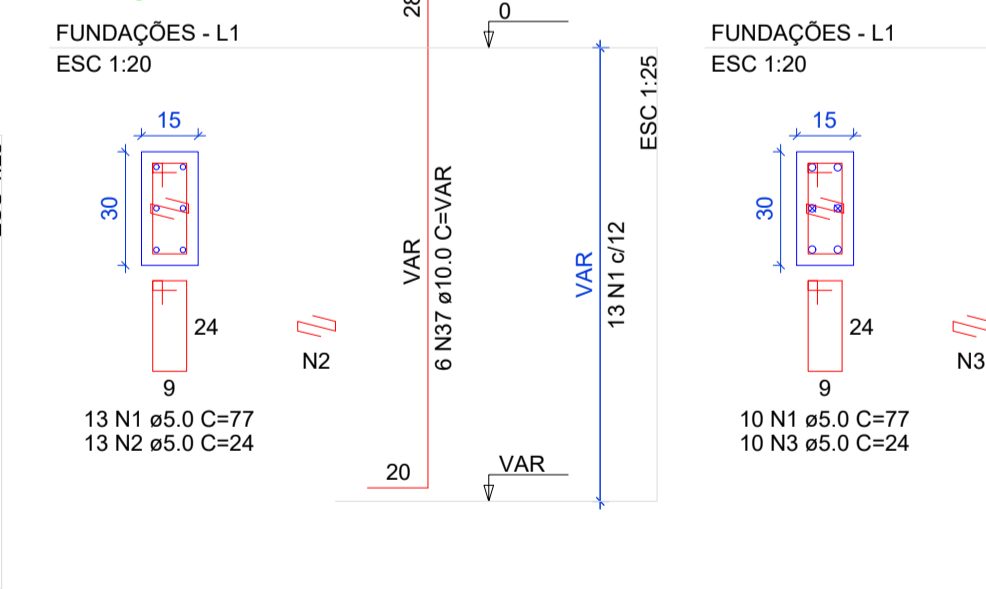 FUNDAÇÕES - L1
ESC 1:20
15
30
24
9
N2
13 N1 ø5.0 C=77
13 N2 ø5.0 C=24
28
VAR
6 N37 ø10.0 C=VAR
20
0
VAR
VAR
13 N1 c/12
ESC 1:25
FUNDAÇÕES - L1
ESC 1:20
15
30
24
9
N3
10 N1 ø5.0 C=77
10 N3 ø5.0 C=24